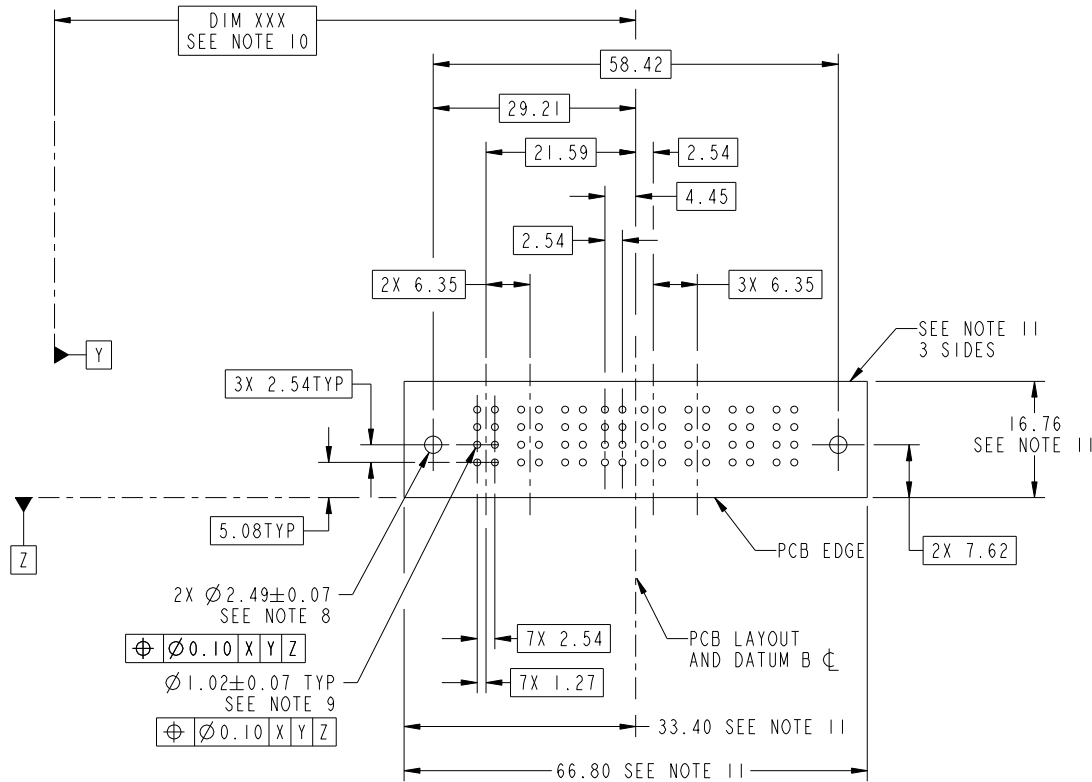 DIM XXX
SEE NOTE 10
58.42
29.21
21.59
2.54
4.45
2.54
2X 6.35
3X 6.35
SEE NOTE 11
3 SIDES
Y
3X 2.54TYP
16.76
SEE NOTE 11
5.08TYP
Z
PCB EDGE
2X 7.62
2X Ø2.49±0.07
SEE NOTE 8
⌖ Ø0.10 X Y Z
7X 2.54
PCB LAYOUT
AND DATUM B ℄
Ø1.02±0.07 TYP
SEE NOTE 9
7X 1.27
⌖ Ø0.10 X Y Z
33.40 SEE NOTE 11
66.80 SEE NOTE 11